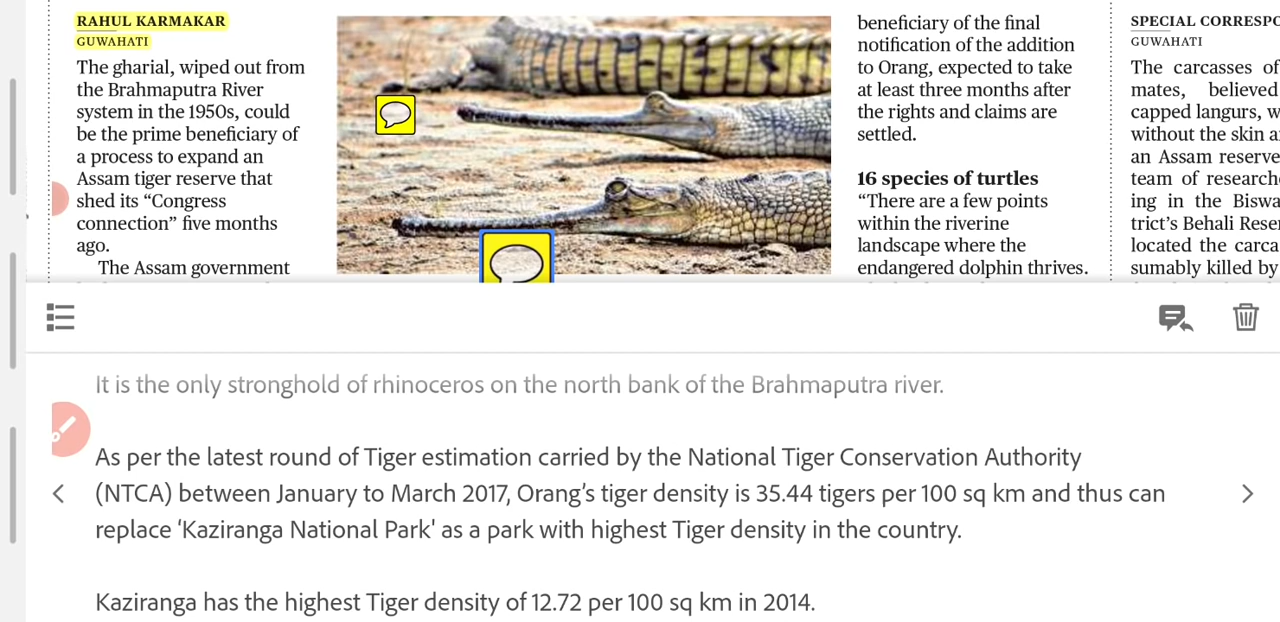 RAHUL KARMAKAR
GUWAHATI
The gharial, wiped out from
the Brahmaputra River
system in the 1950s, could
be the prime beneficiary of
a process to expand an
Assam tiger reserve that
shed its “Congress
connection” five months
ago.
The Assam government
beneficiary of the final
notification of the addition
to Orang, expected to take
at least three months after
the rights and claims are
settled.
16 species of turtles
“There are a few points
within the riverine
landscape where the
endangered dolphin thrives.
SPECIAL
GUWAHATI
The carcasses of
mates, believed
capped langurs,
without the skin
an Assam reserve
team of
ing in the
trict’s Behali
located the
sumably killed by
It is the only stronghold of rhinoceros on the north bank of the Brahmaputra river.
As per the latest round of Tiger estimation carried by the National Tiger Conservation Authority
(NTCA) between January to March 2017, Orang’s tiger density is 35.44 tigers per 100 sq km and thus can
replace ‘Kaziranga National Park' as a park with highest Tiger density in the country.
Kaziranga has the highest Tiger density of 12.72 per 100 sq km in 2014.